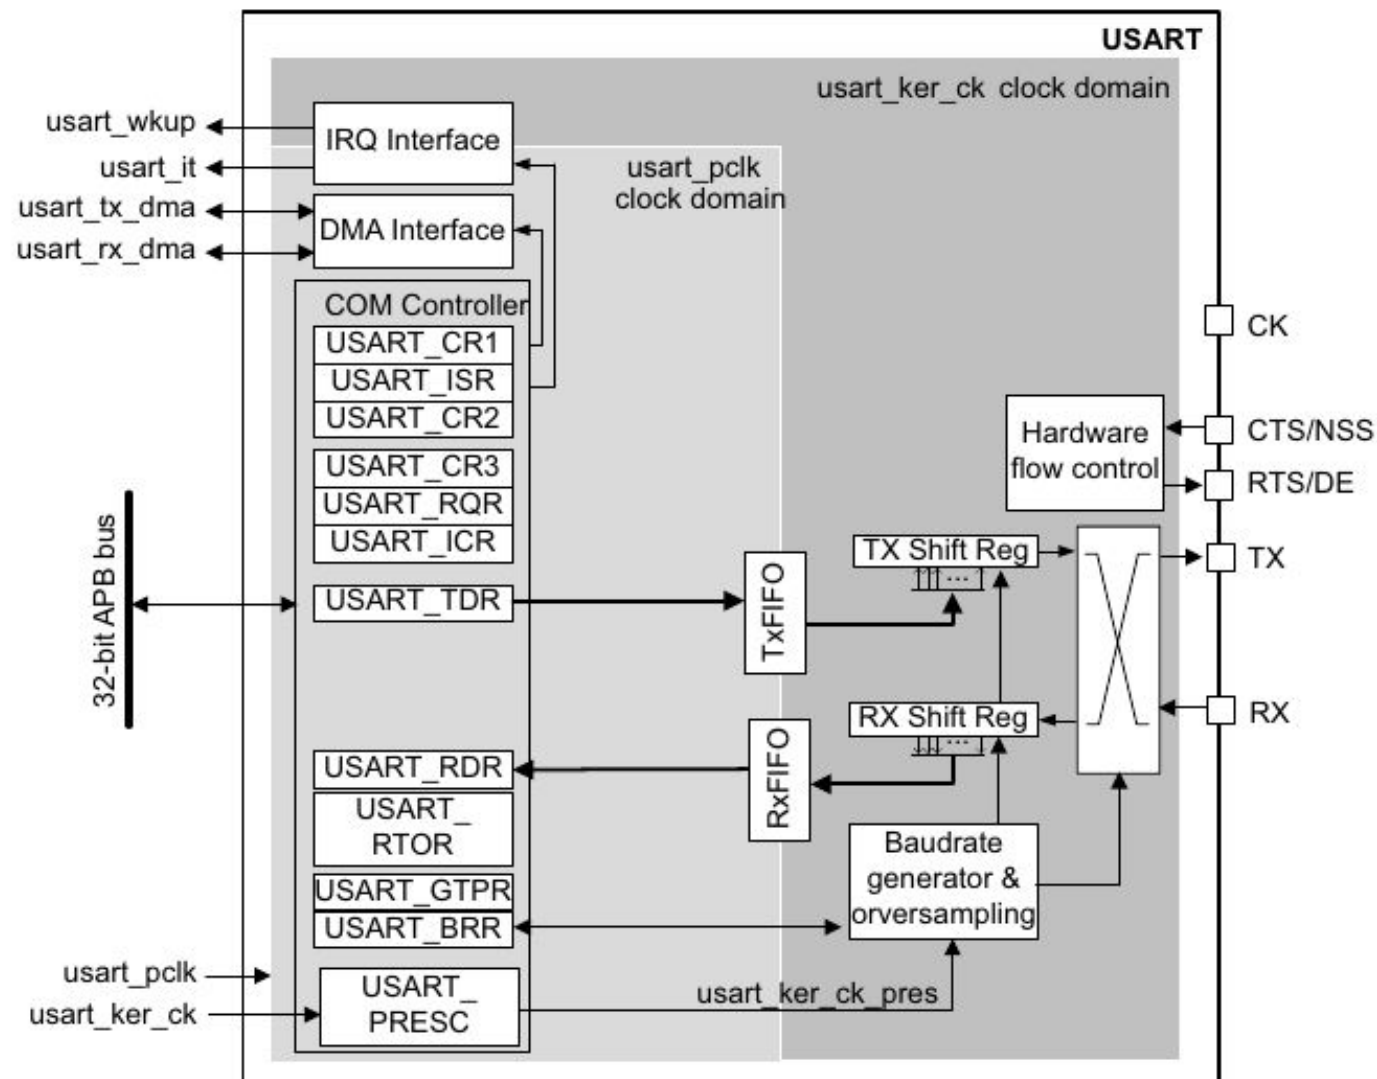 USART
usart_ker_ck clock domain
usart_wkup
IRQ Interface
usart_it
usart_pclk
clock domain
usart_tx_dma
DMA Interface
usart_rx_dma
COM Controller
USART_CR1
USART_ISR
USART_CR2
USART_CR3
USART_RQR
USART_ICR
USART_TDR
32-bit APB bus
CK
Hardware
flow control
CTS/NSS
RTS/DE
TX Shift Reg
...
TX
TxFIFO
RX Shift Reg
...
RX
RxFIFO
USART_RDR
USART_
RTOR
USART_GTPR
USART_BRR
Baudrate
generator &
orversampling
usart_pclk
usart_ker_ck
USART_
PRESC
usart_ker_ck_pres